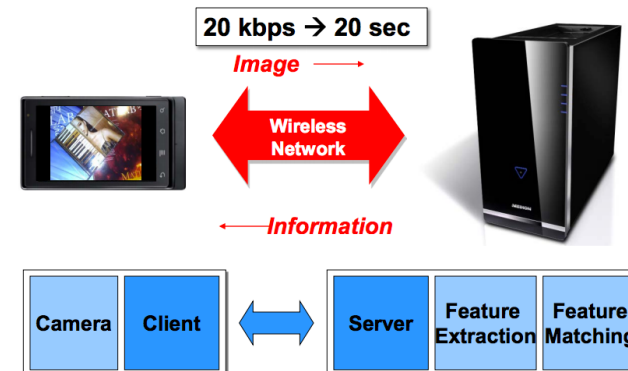 20 kbps → 20 sec
Image
Wireless
Network
Information
Camera
Client
Server
Feature
Extraction
Feature
Matching